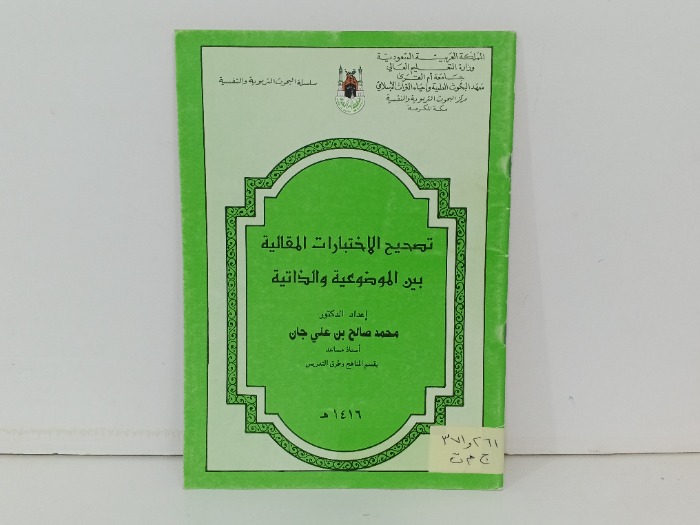 المملكة العربية السعودية
وزارة التعليم العالي
جامعة أم القرى
معهد البحوث العلمية وإحياء التراث الإسلامي
مركز البحوث التربوية والنفسية
مكة المكرمة
سلسلة البحوث التربوية والنفسية
تصحيح الاختبارات المقالية
بين الموضوعية والذاتية
إعداد الدكتور
محمد صالح بن علي جان
أستاذ مساعد
بقسم المناهج وطرق التدريس
١٤١٦هـ
٣٧١و٢٦١
ج م ت